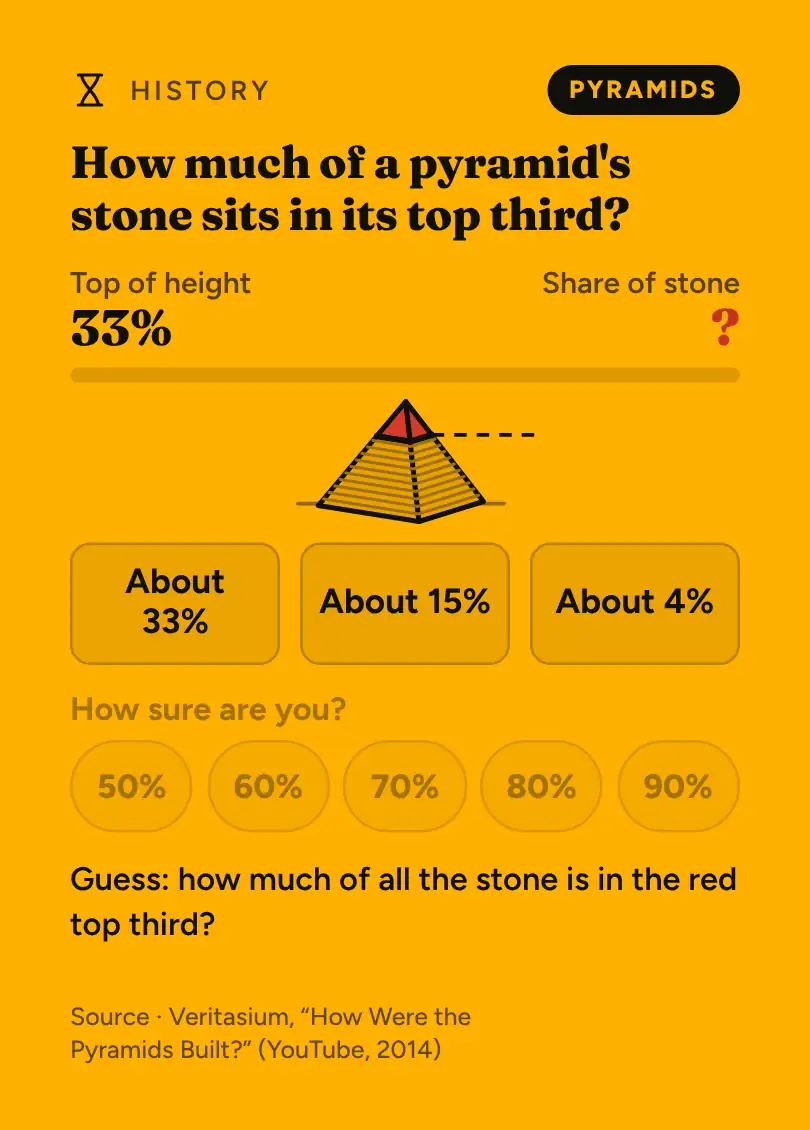 HISTORY
PYRAMIDS
How much of a pyramid's
stone sits in its top third?
Top of height
Share of stone
33%
?
About
33%
About 15%
About 4%
How sure are you?
50%
60%
70%
80%
90%
Guess: how much of all the stone is in the red
top third?
Source · Veritasium, “How Were the
Pyramids Built?” (YouTube, 2014)